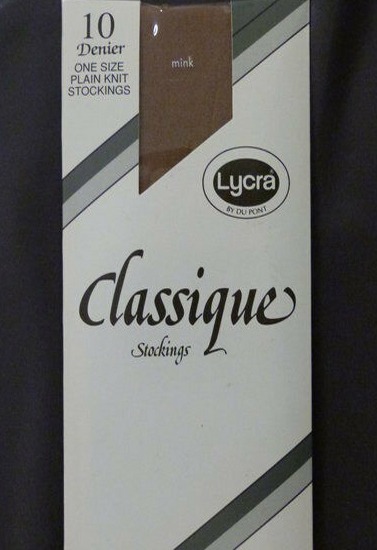 10
Denier
ONE SIZE
PLAIN KNIT
STOCKINGS
mink
Lycra®
BY DU PONT
Classique
Stockings